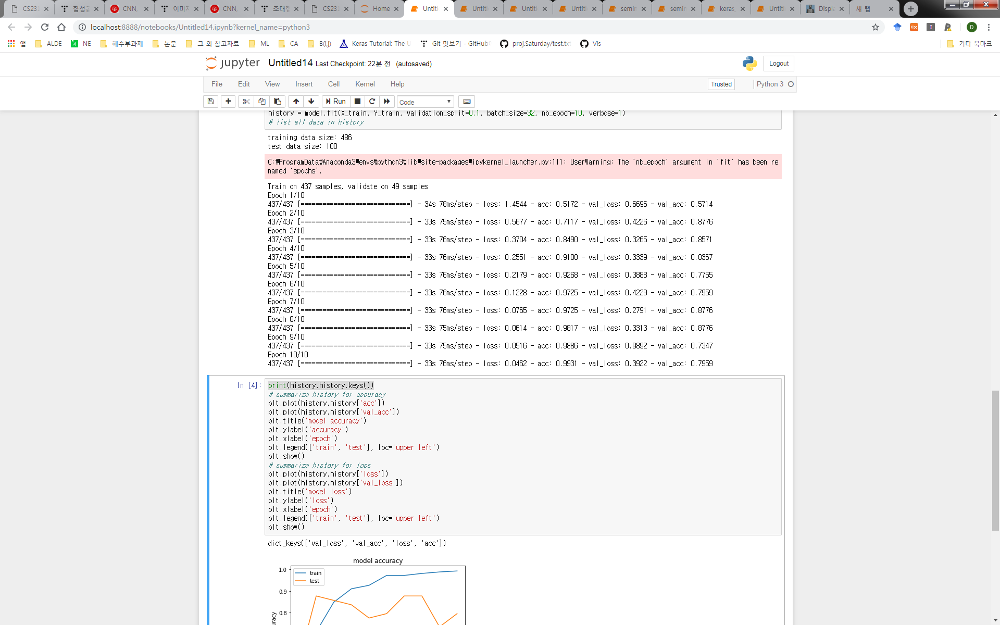 CS231
합성곱
CNN,
이미지
CNN,
조대협
CS231
Home
Untitl
Untitl
Untitl
Untitl
semin
semin
keras_
Untitl
Displa
새 탭
localhost:8888/notebooks/Untitled14.ipynb?kernel_name=python3
앱 ALDE NE 해수부과제 논문 그 외 참고자료 ML CA B(i,j) Keras Tutorial: The U Git 맛보기 - GitHub proj.Saturday/test.txt Vis 기타 북마크
jupyter Untitled14 Last Checkpoint: 22분 전 (autosaved) Logout
File Edit View Insert Cell Kernel Help Trusted Python 3
Run Code
history = model.fit(X_train, Y_train, validation_split=0.1, batch_size=32, nb_epoch=10, verbose=1)
# list all data in history
training data size: 486
test data size: 100
C:₩ProgramData₩Anaconda3₩envs₩python3₩lib₩site-packages₩ipykernel_launcher.py:111: UserWarning: The `nb_epoch` argument in `fit` has been re
named `epochs`.
Train on 437 samples, validate on 49 samples
Epoch 1/10
437/437 [==============================] - 34s 78ms/step - loss: 1.4544 - acc: 0.5172 - val_loss: 0.6696 - val_acc: 0.5714
Epoch 2/10
437/437 [==============================] - 33s 75ms/step - loss: 0.5677 - acc: 0.7117 - val_loss: 0.4226 - val_acc: 0.8776
Epoch 3/10
437/437 [==============================] - 33s 76ms/step - loss: 0.3704 - acc: 0.8490 - val_loss: 0.3265 - val_acc: 0.8571
Epoch 4/10
437/437 [==============================] - 33s 76ms/step - loss: 0.2551 - acc: 0.9108 - val_loss: 0.3339 - val_acc: 0.8367
Epoch 5/10
437/437 [==============================] - 33s 76ms/step - loss: 0.2179 - acc: 0.9268 - val_loss: 0.3888 - val_acc: 0.7755
Epoch 6/10
437/437 [==============================] - 33s 76ms/step - loss: 0.1228 - acc: 0.9725 - val_loss: 0.4229 - val_acc: 0.7959
Epoch 7/10
437/437 [==============================] - 33s 76ms/step - loss: 0.0765 - acc: 0.9725 - val_loss: 0.2791 - val_acc: 0.8776
Epoch 8/10
437/437 [==============================] - 33s 75ms/step - loss: 0.0614 - acc: 0.9817 - val_loss: 0.3313 - val_acc: 0.8776
Epoch 9/10
437/437 [==============================] - 33s 75ms/step - loss: 0.0516 - acc: 0.9886 - val_loss: 0.9892 - val_acc: 0.7347
Epoch 10/10
437/437 [==============================] - 33s 76ms/step - loss: 0.0462 - acc: 0.9931 - val_loss: 0.3922 - val_acc: 0.7959
In [4]: print(history.history.keys())
# summarize history for accuracy
plt.plot(history.history['acc'])
plt.plot(history.history['val_acc'])
plt.title('model accuracy')
plt.ylabel('accuracy')
plt.xlabel('epoch')
plt.legend(['train', 'test'], loc='upper left')
plt.show()
# summarize history for loss
plt.plot(history.history['loss'])
plt.plot(history.history['val_loss'])
plt.title('model loss')
plt.ylabel('loss')
plt.xlabel('epoch')
plt.legend(['train', 'test'], loc='upper left')
plt.show()
dict_keys(['val_loss', 'val_acc', 'loss', 'acc'])
model accuracy
1.0
train
test
0.9
0.8